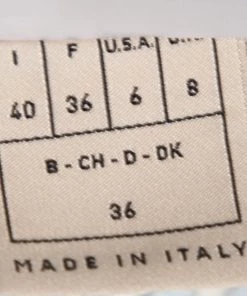 I F U.S.A.
40 36 6 8
B - CH - D - DK
36
MADE IN ITALY